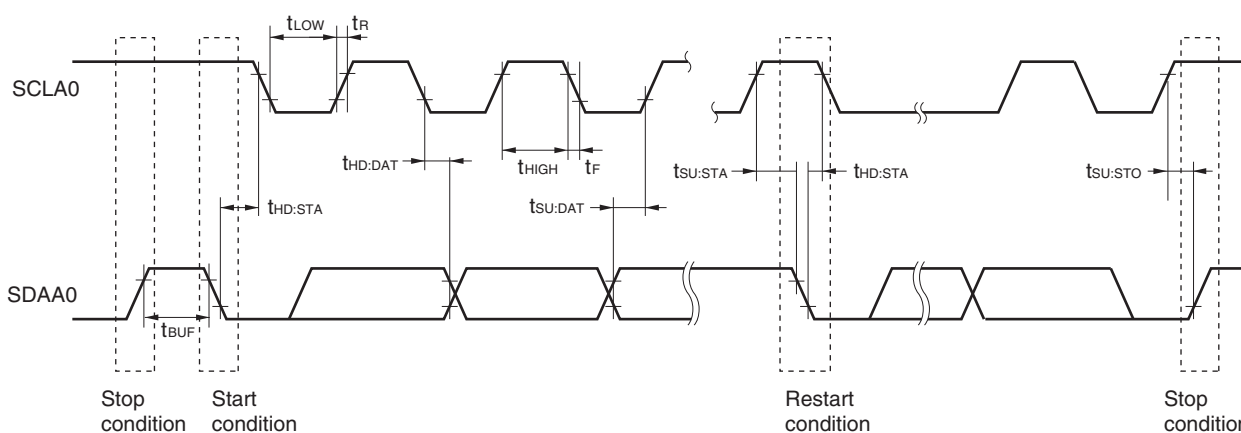 tLOW
tR
SCLA0
tHD:DAT
tHIGH
tF
tSU:STA
tHD:STA
tSU:STO
tHD:STA
tSU:DAT
SDAA0
tBUF
Stop
condition
Start
condition
Restart
condition
Stop
condition